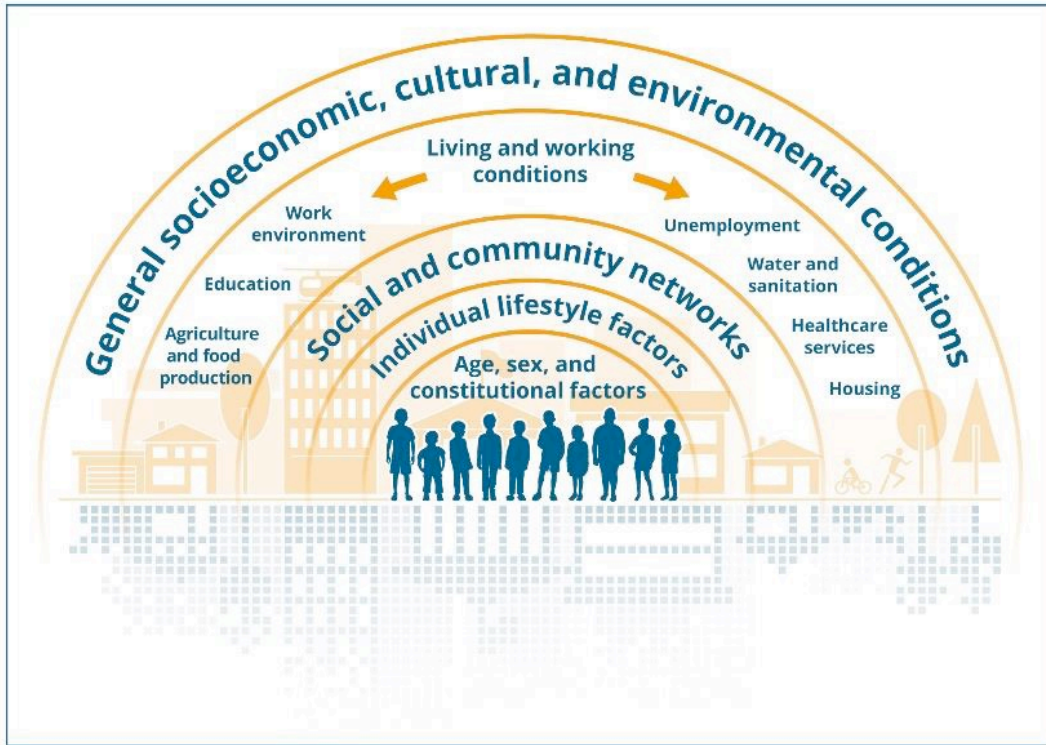 General socioeconomic, cultural, and environmental conditions
Living and working
conditions
Work
environment
Unemployment
Education
Water and
sanitation
Agriculture
and food
production
Healthcare
services
Housing
Social and community networks
Individual lifestyle factors
Age, sex, and
constitutional factors